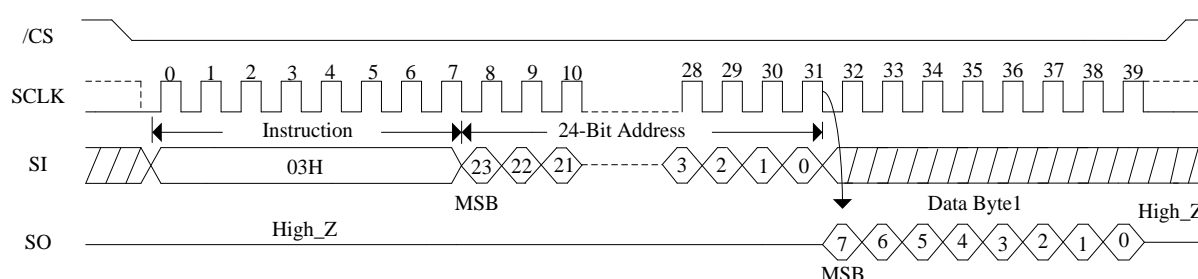 /CS
0 1 2 3 4 5 6 7 8 9 10 28 29 30 31 32 33 34 35 36 37 38 39
SCLK
Instruction 24-Bit Address
SI 03H 23 22 21 3 2 1 0
MSB Data Byte1 High_Z
High_Z
SO 7 6 5 4 3 2 1 0
MSB